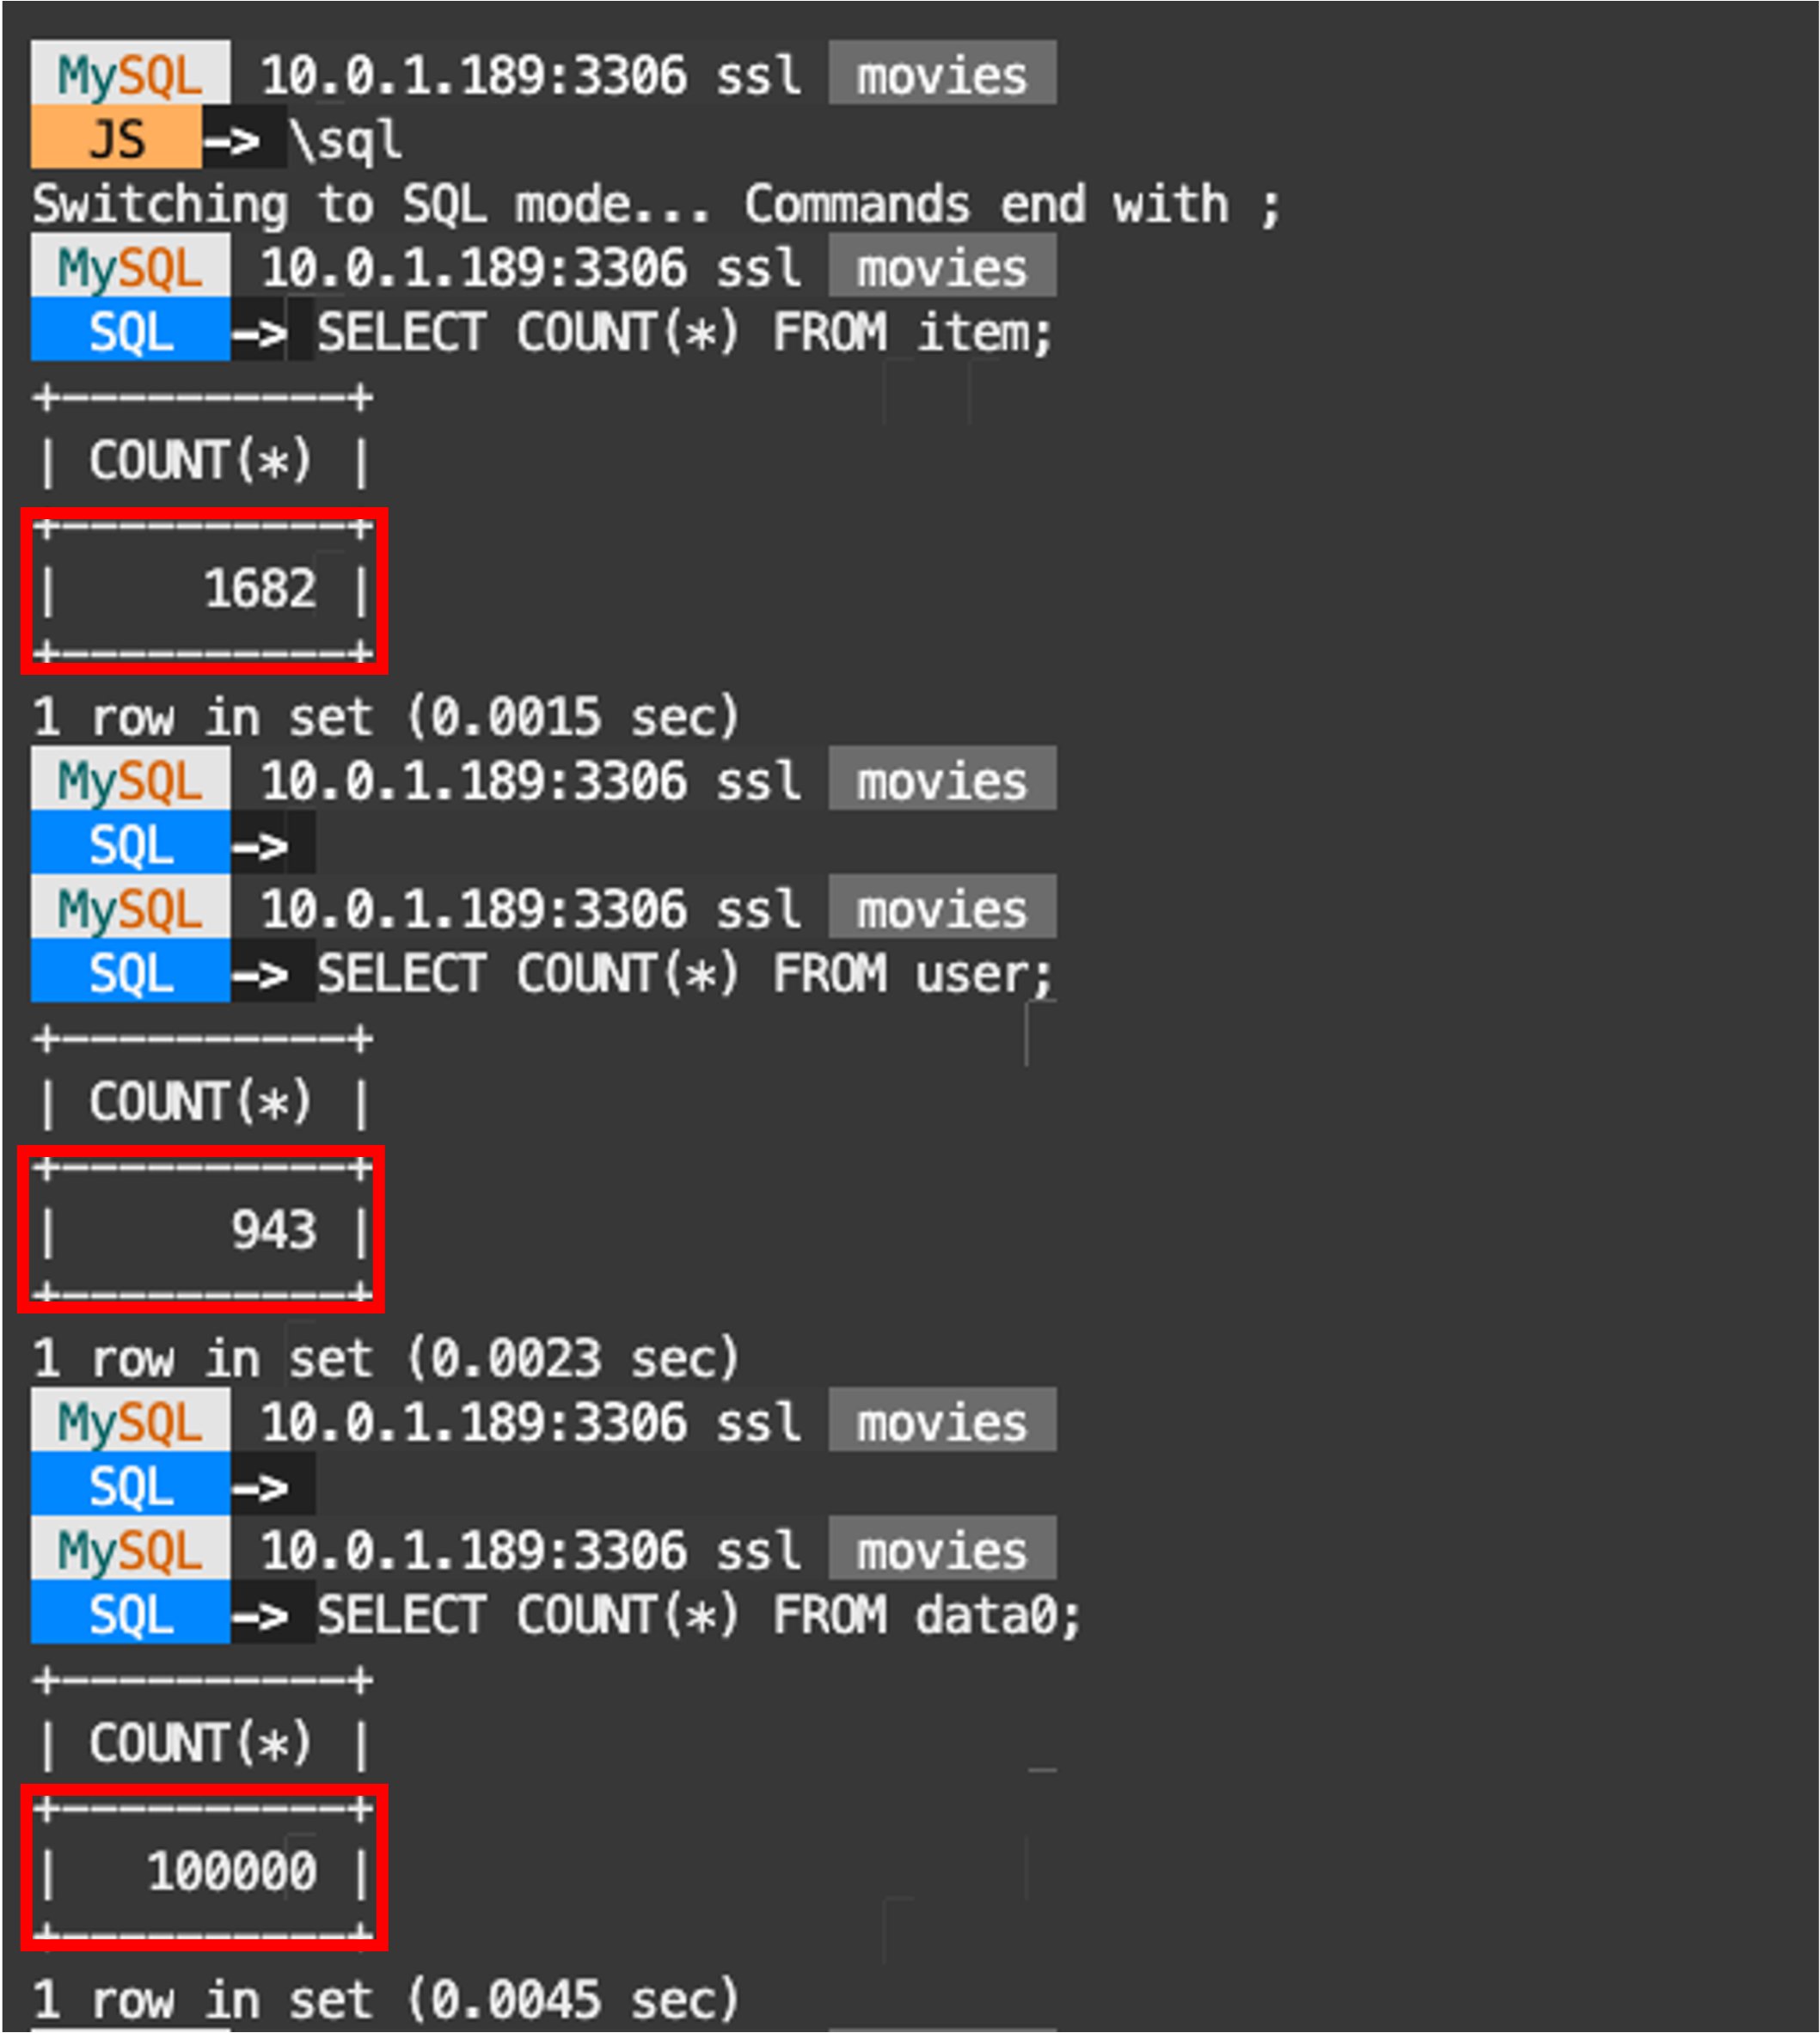 MySQL 10.0.1.189:3306 ssl movies
JS -> \sql
Switching to SQL mode... Commands end with ;
MySQL 10.0.1.189:3306 ssl movies
SQL -> SELECT COUNT(*) FROM item;
+----------+
| COUNT(*) |
+----------+
|     1682 |
+----------+
1 row in set (0.0015 sec)
MySQL 10.0.1.189:3306 ssl movies
SQL ->
MySQL 10.0.1.189:3306 ssl movies
SQL -> SELECT COUNT(*) FROM user;
+----------+
| COUNT(*) |
+----------+
|      943 |
+----------+
1 row in set (0.0023 sec)
MySQL 10.0.1.189:3306 ssl movies
SQL ->
MySQL 10.0.1.189:3306 ssl movies
SQL -> SELECT COUNT(*) FROM data0;
+----------+
| COUNT(*) |
+----------+
|   100000 |
+----------+
1 row in set (0.0045 sec)